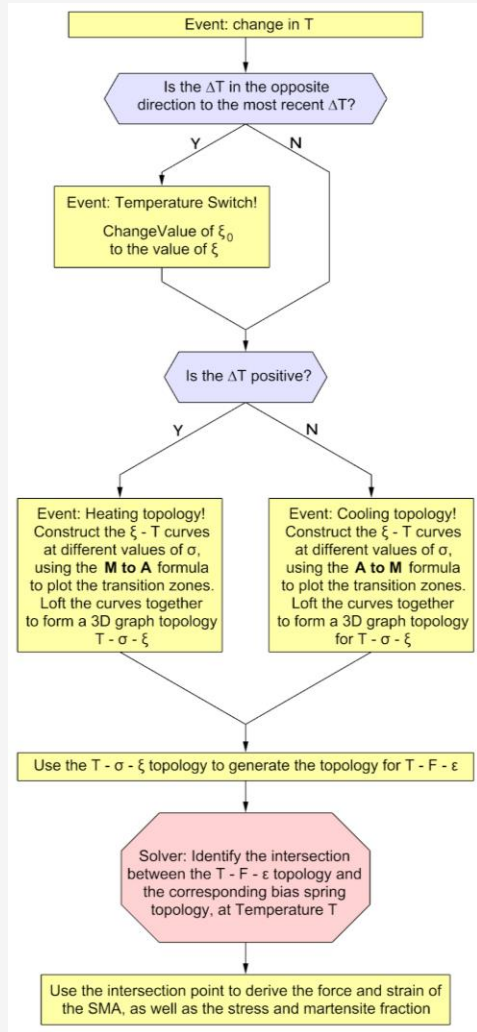 Event: change in T
Is the ΔT in the opposite
direction to the most recent ΔT?
Y
N
Event: Temperature Switch!
ChangeValue of ξ₀
to the value of ξ
Is the ΔT positive?
Y
N
Event: Heating topology!
Construct the ξ - T curves
at different values of σ,
using the M to A formula
to plot the transition zones.
Loft the curves together
to form a 3D graph topology
T - σ - ξ
Event: Cooling topology!
Construct the ξ - T curves
at different values of σ,
using the A to M formula
to plot the transition zones.
Loft the curves together
to form a 3D graph topology
for T - σ - ξ
Use the T - σ - ξ topology to generate the topology for T - F - ε
Solver: Identify the intersection
between the T - F - ε topology and
the corresponding bias spring
topology, at Temperature T
Use the intersection point to derive the force and strain of
the SMA, as well as the stress and martensite fraction